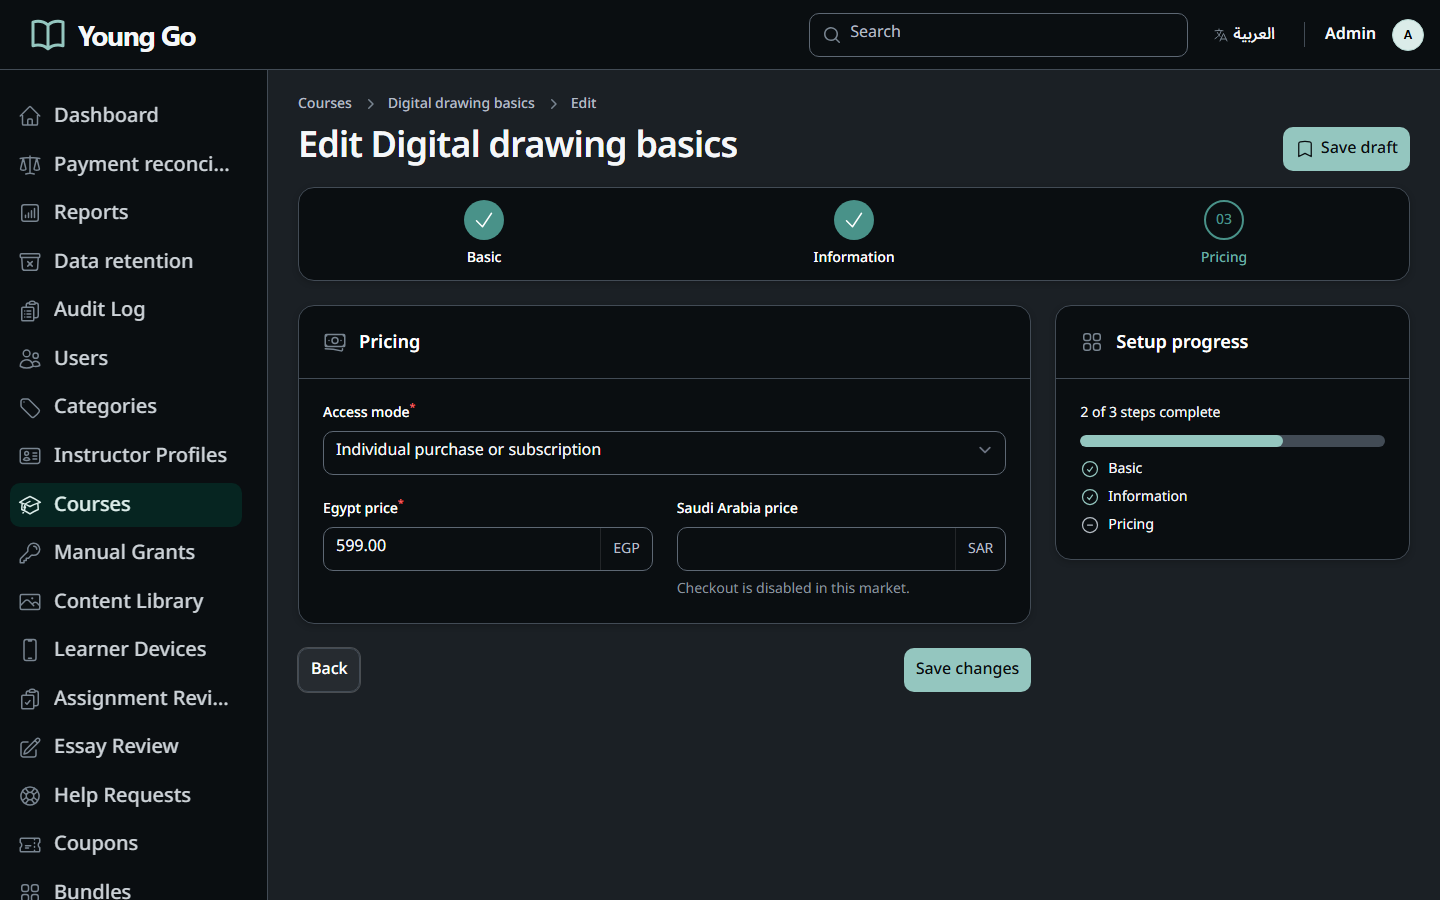 Young Go
Search
العربية
Admin
A
Dashboard
Payment reconci...
Reports
Data retention
Audit Log
Users
Categories
Instructor Profiles
Courses
Manual Grants
Content Library
Learner Devices
Assignment Revi...
Essay Review
Help Requests
Coupons
Bundles
Courses > Digital drawing basics > Edit
Edit Digital drawing basics
Save draft
Basic
Information
03
Pricing
Pricing
Access mode*
Individual purchase or subscription
Egypt price*
599.00 EGP
Saudi Arabia price
SAR
Checkout is disabled in this market.
Back
Save changes
Setup progress
2 of 3 steps complete
Basic
Information
Pricing